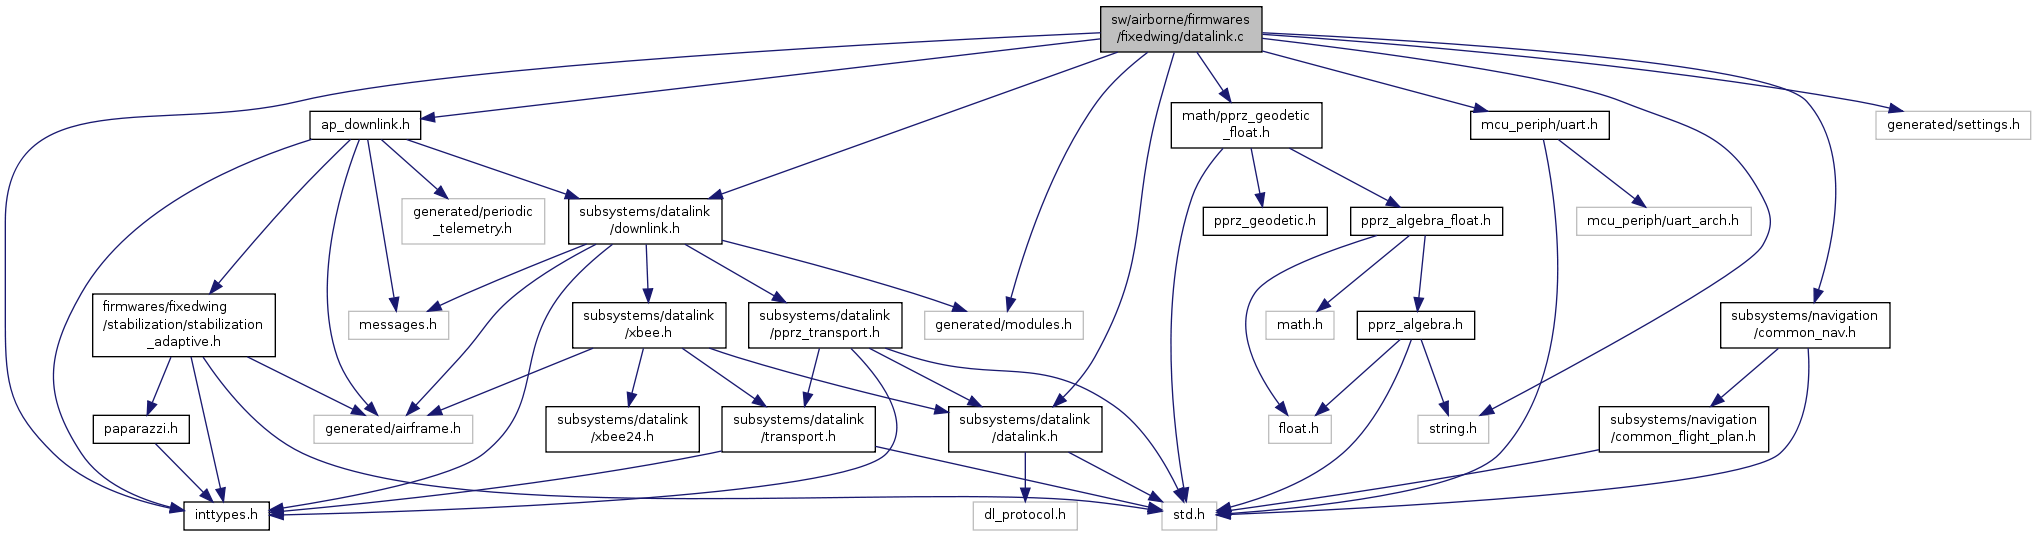 sw/airborne/firmwares
/fixedwing/datalink.c
ap_downlink.h
math/pprz_geodetic
_float.h
mcu_periph/uart.h
generated/settings.h
generated/periodic
_telemetry.h
subsystems/datalink
/downlink.h
pprz_geodetic.h
pprz_algebra_float.h
mcu_periph/uart_arch.h
firmwares/fixedwing
/stabilization/stabilization
_adaptive.h
messages.h
subsystems/datalink
/xbee.h
subsystems/datalink
/pprz_transport.h
generated/modules.h
math.h
pprz_algebra.h
subsystems/navigation
/common_nav.h
paparazzi.h
generated/airframe.h
subsystems/datalink
/xbee24.h
subsystems/datalink
/transport.h
subsystems/datalink
/datalink.h
float.h
string.h
subsystems/navigation
/common_flight_plan.h
inttypes.h
dl_protocol.h
std.h